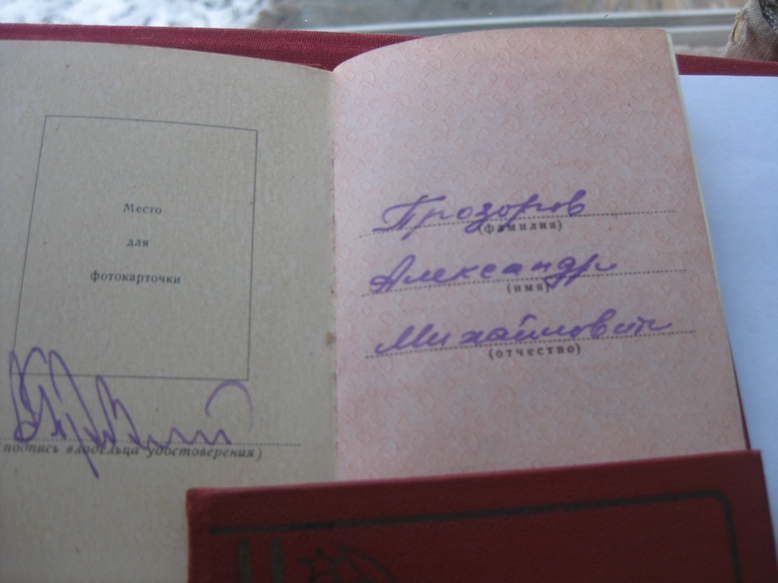 Место
для
фотокарточки
(подпись владельца удостоверения)
Прозоров
(фамилия)
Александр
(имя)
Михайлович
(отчество)